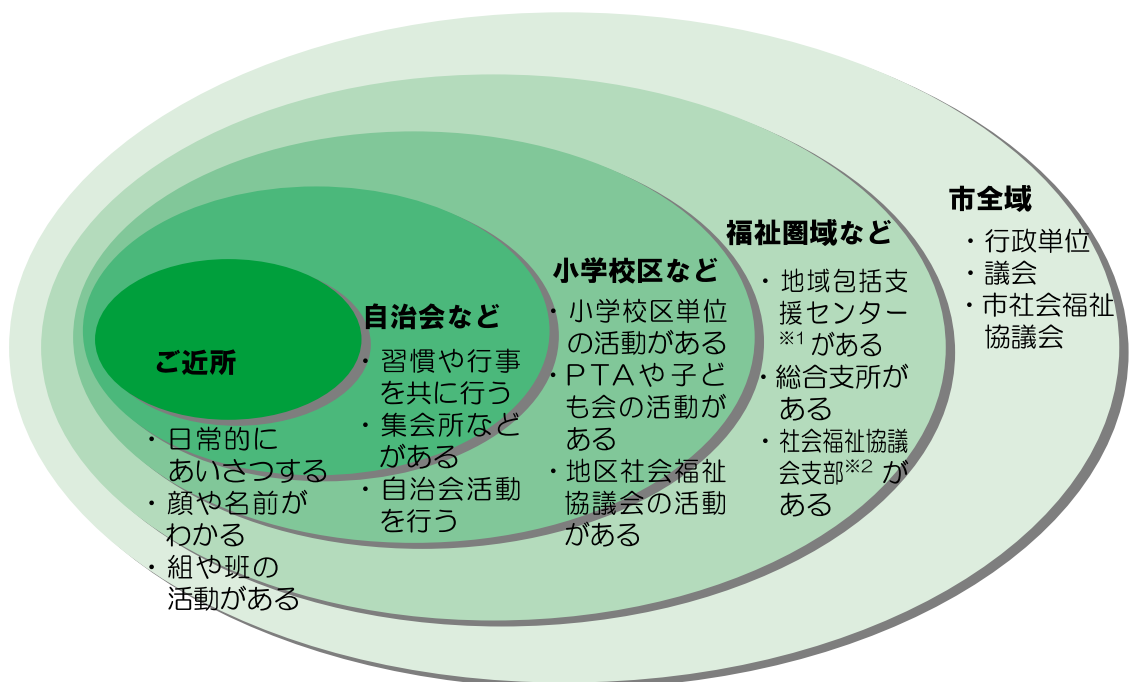 ご近所
・日常的に
あいさつする
・顔や名前が
わかる
・組や班の
活動がある
自治会など
・習慣や行事
を共に行う
・集会所など
がある
・自治会活動
を行う
小学校区など
・小学校区単位
の活動がある
・ＰＴＡや子ど
も会の活動が
ある
・地区社会福祉
協議会の活動
がある
福祉圏域など
・地域包括支
援センター
※1 がある
・総合支所が
ある
・社会福祉協議
会支部※2 が
ある
市全域
・行政単位
・議会
・市社会福祉
協議会